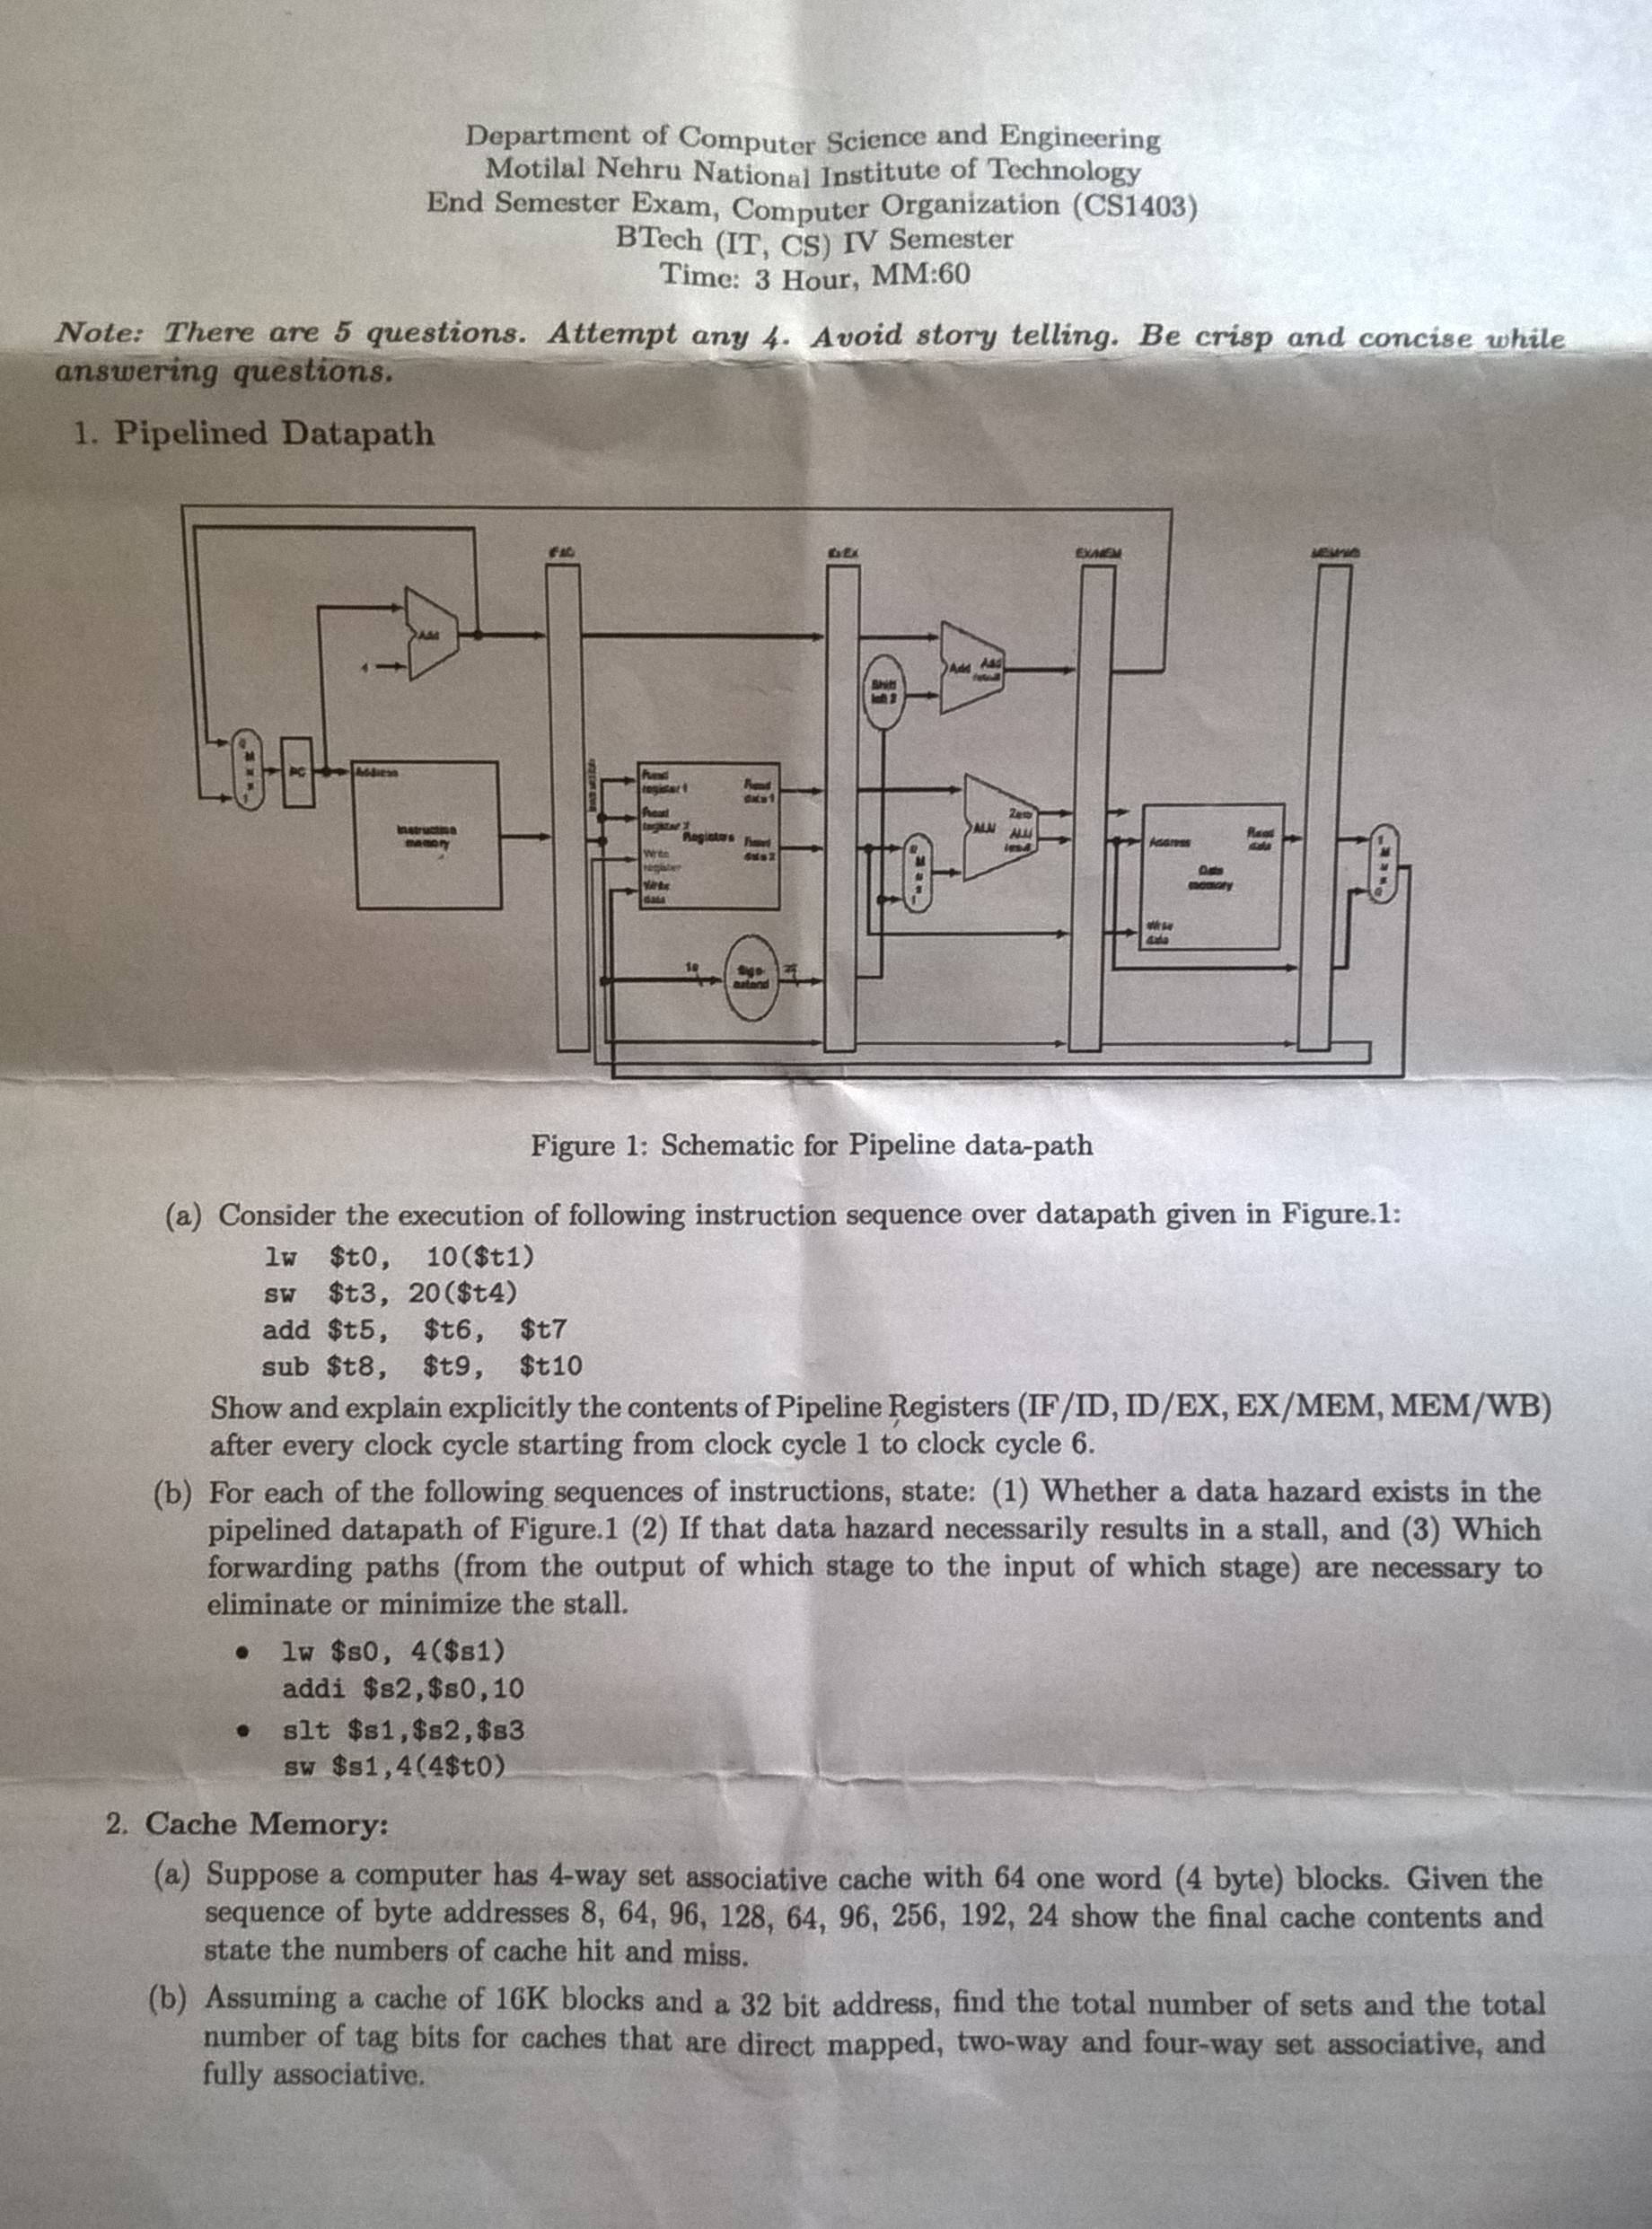 Department of Computer Science and Engineering
Motilal Nehru National Institute of Technology
End Semester Exam, Computer Organization (CS1403)
BTech (IT, CS) IV Semester
Time: 3 Hour, MM:60
Note: There are 5 questions. Attempt any 4. Avoid story telling. Be crisp and concise while
answering questions.
1. Pipelined Datapath
IF/ID
ID/EX
EX/MEM
MEM/WB
Add
4
Shift
left 2
Add
Add
result
0
M
u
x
1
PC
Address
Instruction
memory
Instruction
Read
register 1
Read
register 2
Registers
Write
register
Write
data
Read
data 1
Read
data 2
0
M
u
x
1
ALU
Zero
ALU
result
Address
Read
data
Data
memory
Write
data
1
M
u
x
0
16
Sign
extend
32
Figure 1: Schematic for Pipeline data-path
(a) Consider the execution of following instruction sequence over datapath given in Figure.1:
lw $t0, 10($t1)
sw $t3, 20($t4)
add $t5, $t6, $t7
sub $t8, $t9, $t10
Show and explain explicitly the contents of Pipeline Registers (IF/ID, ID/EX, EX/MEM, MEM/WB)
after every clock cycle starting from clock cycle 1 to clock cycle 6.
(b) For each of the following sequences of instructions, state: (1) Whether a data hazard exists in the
pipelined datapath of Figure.1 (2) If that data hazard necessarily results in a stall, and (3) Which
forwarding paths (from the output of which stage to the input of which stage) are necessary to
eliminate or minimize the stall.
• lw $s0, 4($s1)
addi $s2,$s0,10
• slt $s1,$s2,$s3
sw $s1,4(4$t0)
2. Cache Memory:
(a) Suppose a computer has 4-way set associative cache with 64 one word (4 byte) blocks. Given the
sequence of byte addresses 8, 64, 96, 128, 64, 96, 256, 192, 24 show the final cache contents and
state the numbers of cache hit and miss.
(b) Assuming a cache of 16K blocks and a 32 bit address, find the total number of sets and the total
number of tag bits for caches that are direct mapped, two-way and four-way set associative, and
fully associative.